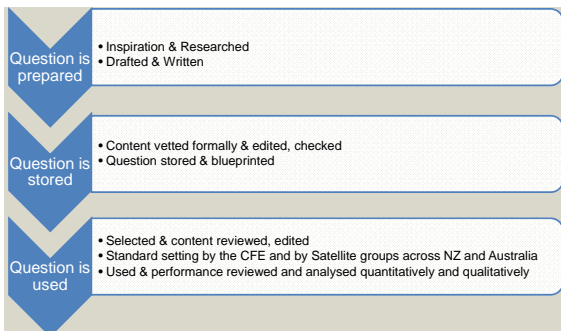 Question is
prepared
• Inspiration & Researched
• Drafted & Written
Question is
stored
• Content vetted formally & edited, checked
• Question stored & blueprinted
Question is
used
• Selected & content reviewed, edited
• Standard setting by the CFE and by Satellite groups across NZ and Australia
• Used & performance reviewed and analysed quantitatively and qualitatively